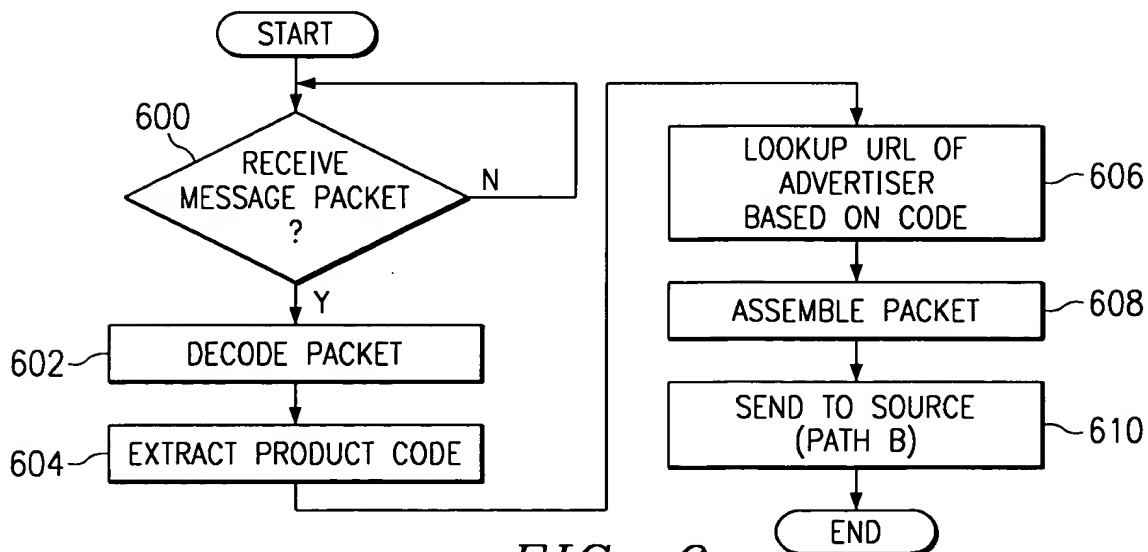 START
600
RECEIVE
MESSAGE PACKET
?
N
Y
602
DECODE PACKET
604
EXTRACT PRODUCT CODE
LOOKUP URL OF
ADVERTISER
BASED ON CODE
606
ASSEMBLE PACKET
608
SEND TO SOURCE
(PATH B)
610
END